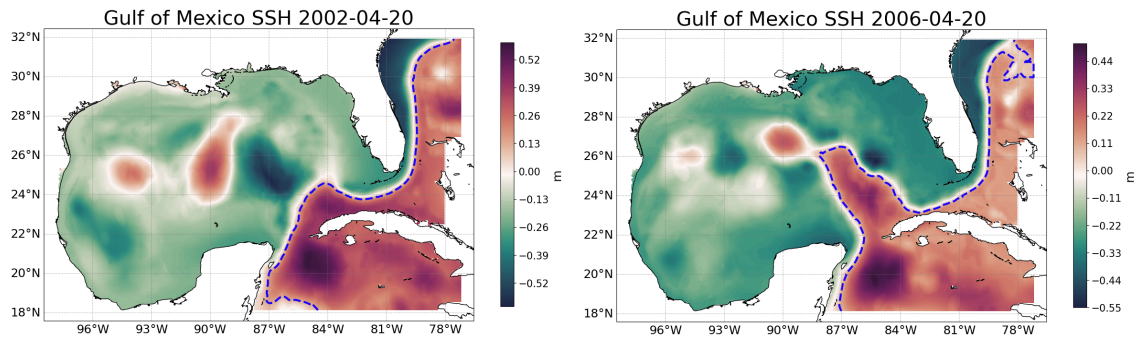 Gulf of Mexico SSH 2002-04-20
32°N
30°N
28°N
26°N
24°N
22°N
20°N
18°N
96°W 93°W 90°W 87°W 84°W 81°W 78°W
0.52
0.39
0.26
0.13
0.00
−0.13
−0.26
−0.39
−0.52
m
Gulf of Mexico SSH 2006-04-20
32°N
30°N
28°N
26°N
24°N
22°N
20°N
18°N
96°W 93°W 90°W 87°W 84°W 81°W 78°W
0.44
0.33
0.22
0.11
0.00
−0.11
−0.22
−0.33
−0.44
−0.55
m